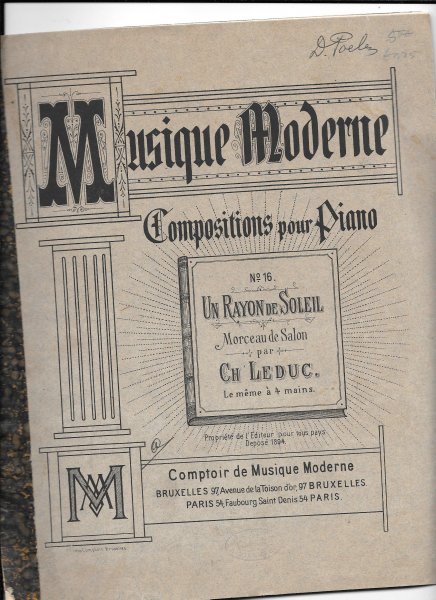 Musique Moderne
Compositions pour Piano
No 16.
UN RAYON DE SOLEIL
Morceau de Salon
par
CH LEDUC.
Le même à 4 mains.
Propriété de l'Editeur pour tous pays.
Déposé 1894.
MM
Comptoir de Musique Moderne
BRUXELLES 97, Avenue de la Toison d'or, 97 BRUXELLES.
PARIS 54, Faubourg Saint Denis 54 PARIS.